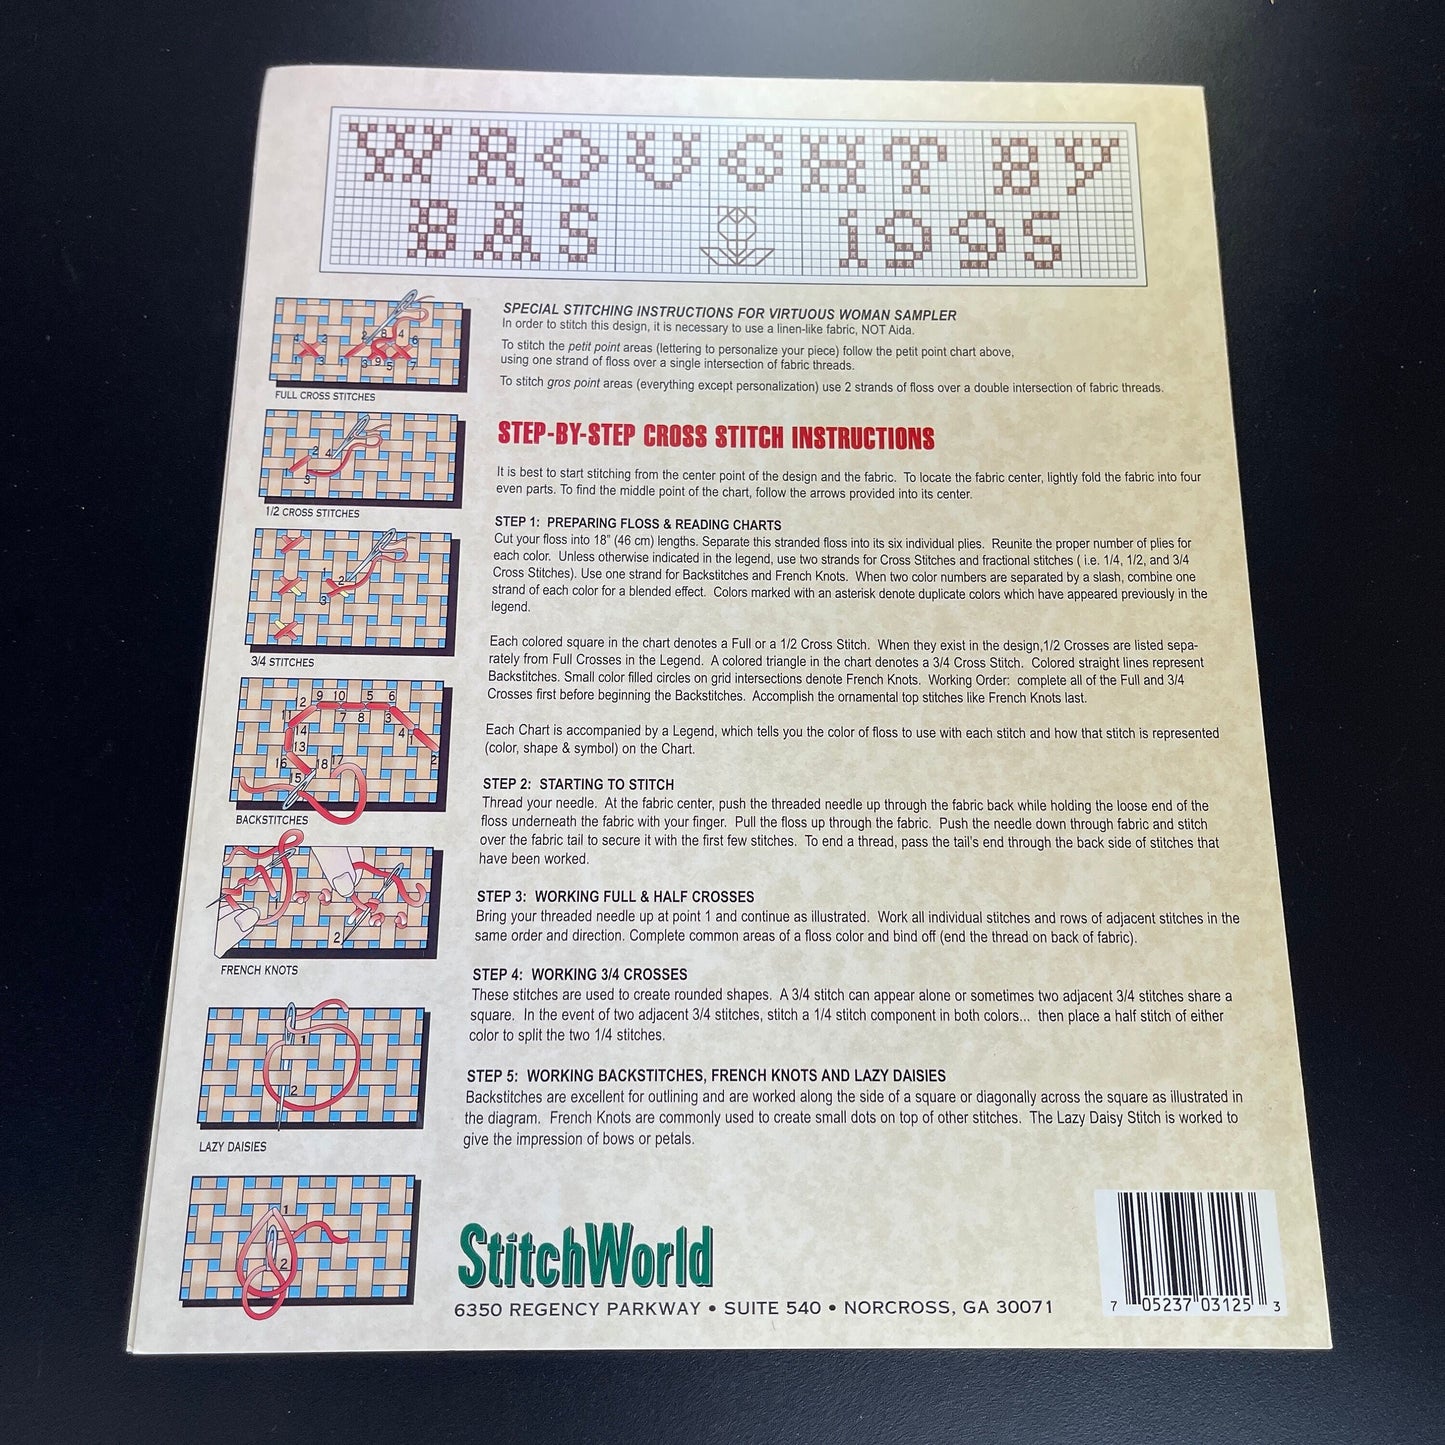 WROUGHT BY
BAS 1995
SPECIAL STITCHING INSTRUCTIONS FOR VIRTUOUS WOMAN SAMPLER
In order to stitch this design, it is necessary to use a linen-like fabric, NOT Aida.
To stitch the petit point areas (lettering to personalize your piece) follow the petit point chart above,
using one strand of floss over a single intersection of fabric threads.
To stitch gros point areas (everything except personalization) use 2 strands of floss over a double intersection of fabric threads.
STEP-BY-STEP CROSS STITCH INSTRUCTIONS
It is best to start stitching from the center point of the design and the fabric. To locate the fabric center, lightly fold the fabric into four
even parts. To find the middle point of the chart, follow the arrows provided into its center.
STEP 1: PREPARING FLOSS & READING CHARTS
Cut your floss into 18" (46 cm) lengths. Separate this stranded floss into its six individual plies. Reunite the proper number of plies for
each color. Unless otherwise indicated in the legend, use two strands for Cross Stitches and fractional stitches ( i.e. 1/4, 1/2, and 3/4
Cross Stitches). Use one strand for Backstitches and French Knots. When two color numbers are separated by a slash, combine one
strand of each color for a blended effect. Colors marked with an asterisk denote duplicate colors which have appeared previously in the
legend.
Each colored square in the chart denotes a Full or a 1/2 Cross Stitch. When they exist in the design,1/2 Crosses are listed sepa-
rately from Full Crosses in the Legend. A colored triangle in the chart denotes a 3/4 Cross Stitch. Colored straight lines represent
Backstitches. Small color filled circles on grid intersections denote French Knots. Working Order: complete all of the Full and 3/4
Crosses first before beginning the Backstitches. Accomplish the ornamental top stitches like French Knots last.
Each Chart is accompanied by a Legend, which tells you the color of floss to use with each stitch and how that stitch is represented
(color, shape & symbol) on the Chart.
STEP 2: STARTING TO STITCH
Thread your needle. At the fabric center, push the threaded needle up through the fabric back while holding the loose end of the
floss underneath the fabric with your finger. Pull the floss up through the fabric. Push the needle down through fabric and stitch
over the fabric tail to secure it with the first few stitches. To end a thread, pass the tail's end through the back side of stitches that
have been worked.
STEP 3: WORKING FULL & HALF CROSSES
Bring your threaded needle up at point 1 and continue as illustrated. Work all individual stitches and rows of adjacent stitches in the
same order and direction. Complete common areas of a floss color and bind off (end the thread on back of fabric).
STEP 4: WORKING 3/4 CROSSES
These stitches are used to create rounded shapes. A 3/4 stitch can appear alone or sometimes two adjacent 3/4 stitches share a
square. In the event of two adjacent 3/4 stitches, stitch a 1/4 stitch component in both colors... then place a half stitch of either
color to split the two 1/4 stitches.
STEP 5: WORKING BACKSTITCHES, FRENCH KNOTS AND LAZY DAISIES
Backstitches are excellent for outlining and are worked along the side of a square or diagonally across the square as illustrated in
the diagram. French Knots are commonly used to create small dots on top of other stitches. The Lazy Daisy Stitch is worked to
give the impression of bows or petals.
FULL CROSS STITCHES
1/2 CROSS STITCHES
3/4 STITCHES
BACKSTITCHES
FRENCH KNOTS
LAZY DAISIES
StitchWorld
6350 REGENCY PARKWAY • SUITE 540 • NORCROSS, GA 30071
7 05237 03125 3